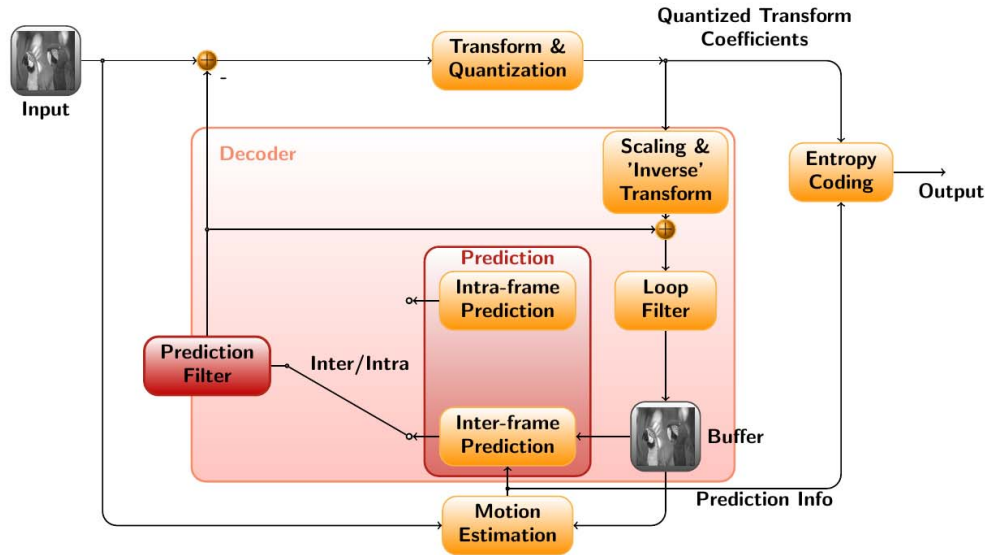 Quantized Transform
Coefficients
Transform &
Quantization
Input
-
Decoder
Scaling &
'Inverse'
Transform
Entropy
Coding
Output
Prediction
Intra-frame
Prediction
Loop
Filter
Prediction
Filter
Inter/Intra
Inter-frame
Prediction
Buffer
Prediction Info
Motion
Estimation